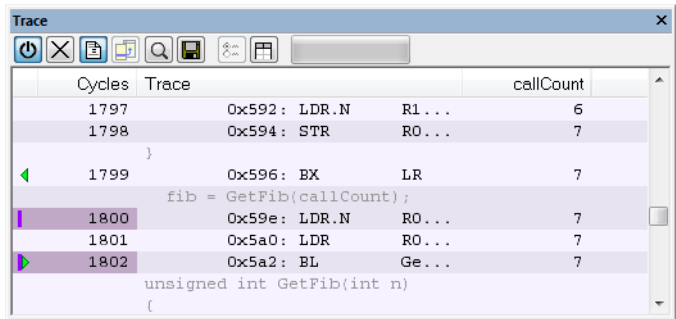 Trace
Cycles Trace callCount
1797 0x592: LDR.N R1... 6
1798 0x594: STR R0... 7
}
1799 0x596: BX LR 7
fib = GetFib(callCount);
1800 0x59e: LDR.N R0... 7
1801 0x5a0: LDR R0... 7
1802 0x5a2: BL Ge... 7
unsigned int GetFib(int n)
{